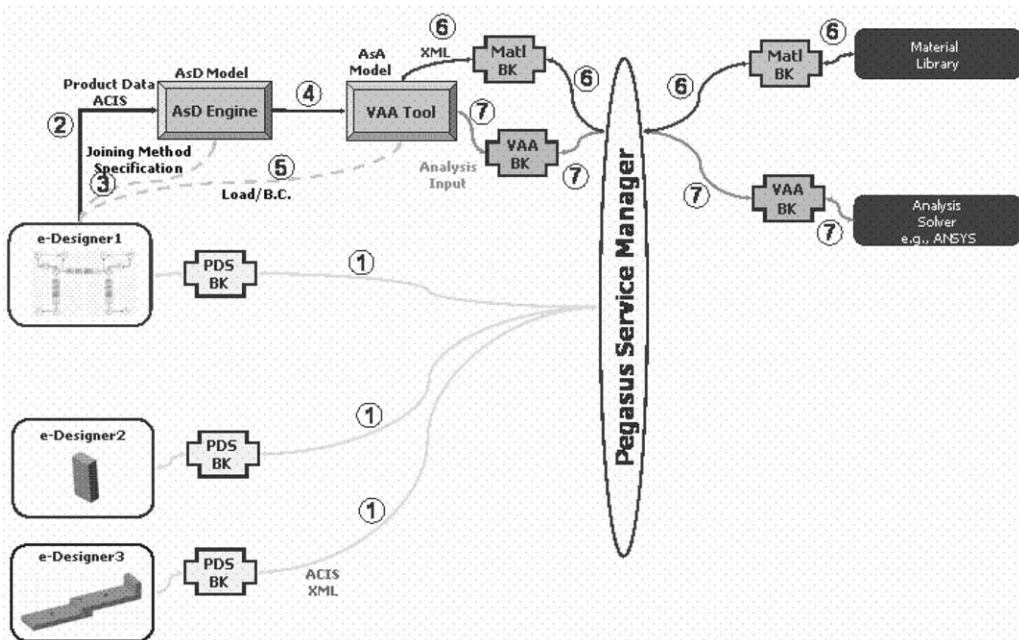 AsD Model
AsD Engine
Product Data
ACIS
②
Joining Method
Specification
③
④
⑤
Load/B.C.
AsA
Model
VAA Tool
⑥
XML
Matl
BK
⑥
⑦
VAA
BK
⑦
Analysis
Input
Pegasus Service Manager
⑥
Matl
BK
⑥
Material
Library
⑦
VAA
BK
⑦
Analysis
Solver
e.g., ANSYS
e-Designer1
PDS
BK
①
e-Designer2
PDS
BK
①
e-Designer3
PDS
BK
①
ACIS
XML